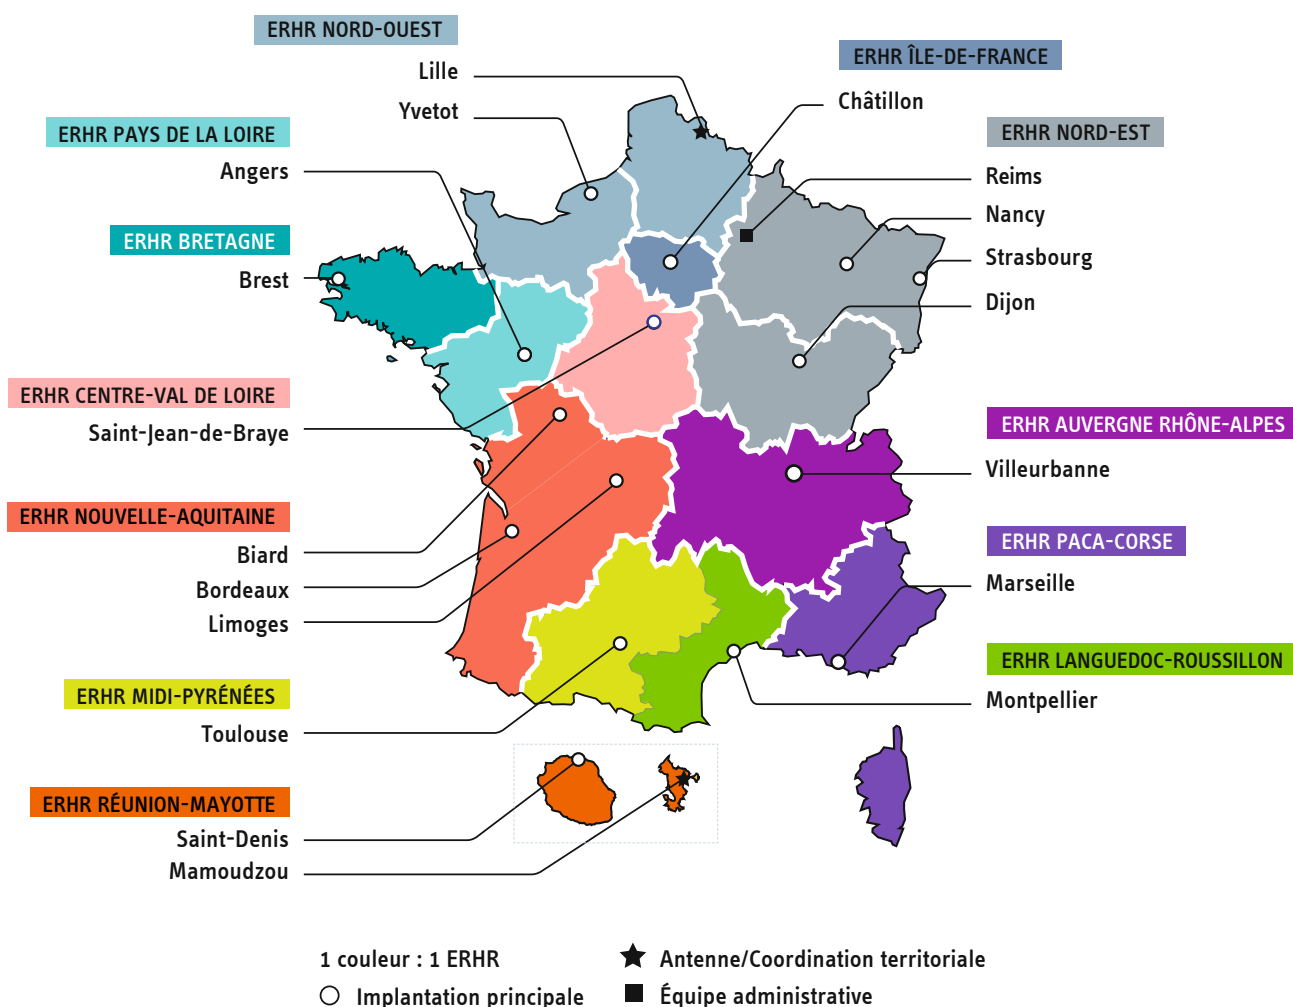 ERHR NORD-OUEST
Lille
Yvetot
ERHR PAYS DE LA LOIRE
Angers
ERHR BRETAGNE
Brest
ERHR CENTRE-VAL DE LOIRE
Saint-Jean-de-Braye
ERHR NOUVELLE-AQUITAINE
Biard
Bordeaux
Limoges
ERHR MIDI-PYRÉNÉES
Toulouse
ERHR RÉUNION-MAYOTTE
Saint-Denis
Mamoudzou
ERHR ÎLE-DE-FRANCE
Châtillon
ERHR NORD-EST
Reims
Nancy
Strasbourg
Dijon
ERHR AUVERGNE RHÔNE-ALPES
Villeurbanne
ERHR PACA-CORSE
Marseille
ERHR LANGUEDOC-ROUSSILLON
Montpellier
1 couleur : 1 ERHR
Implantation principale
Antenne/Coordination territoriale
Équipe administrative